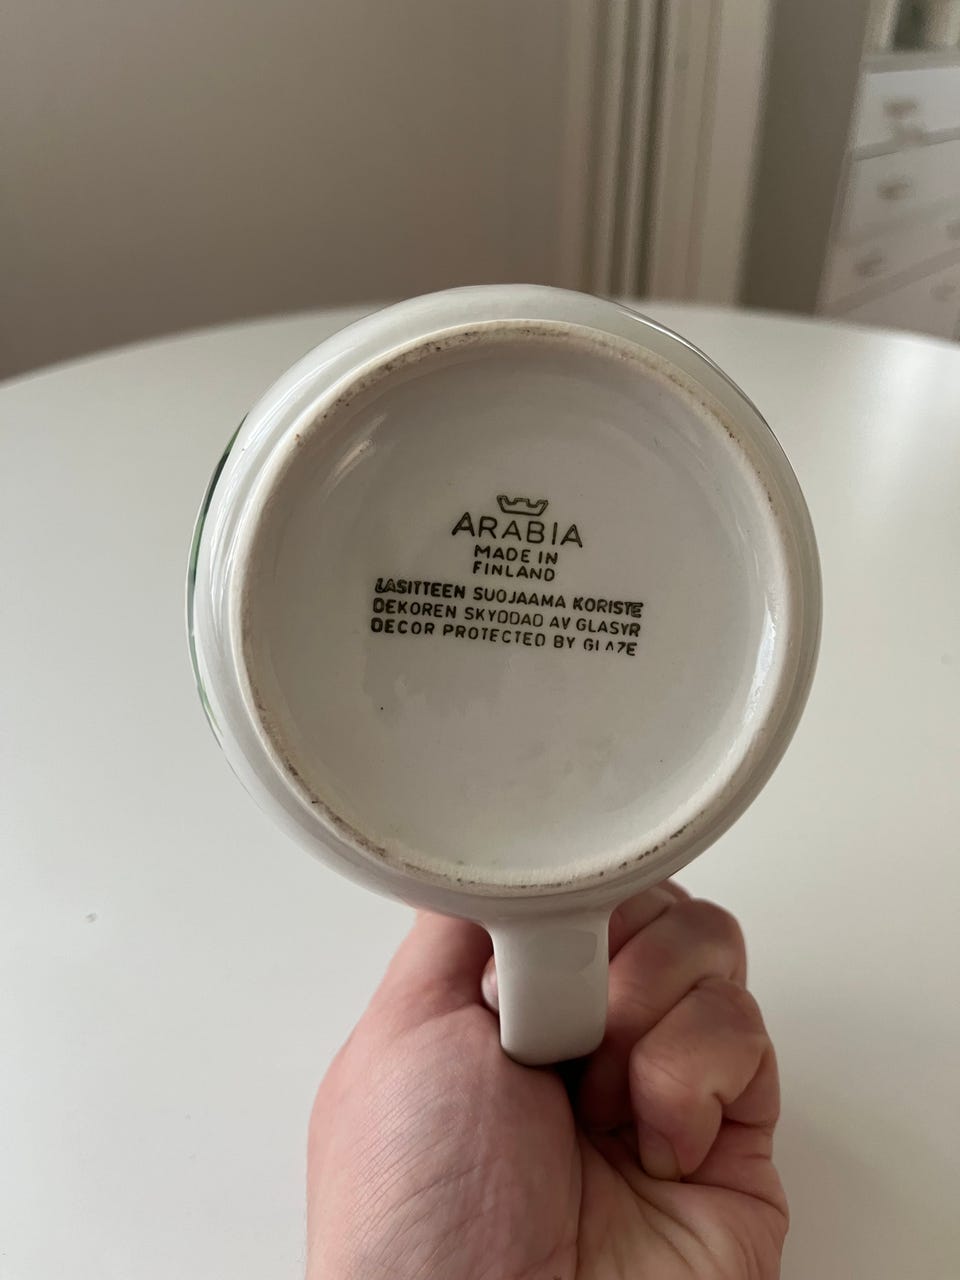 ARABIA
MADE IN
FINLAND
LASITTEEN SUOJAAMA KORISTE
DEKOREN SKYDDAD AV GLASYR
DECOR PROTECTED BY GLAZE